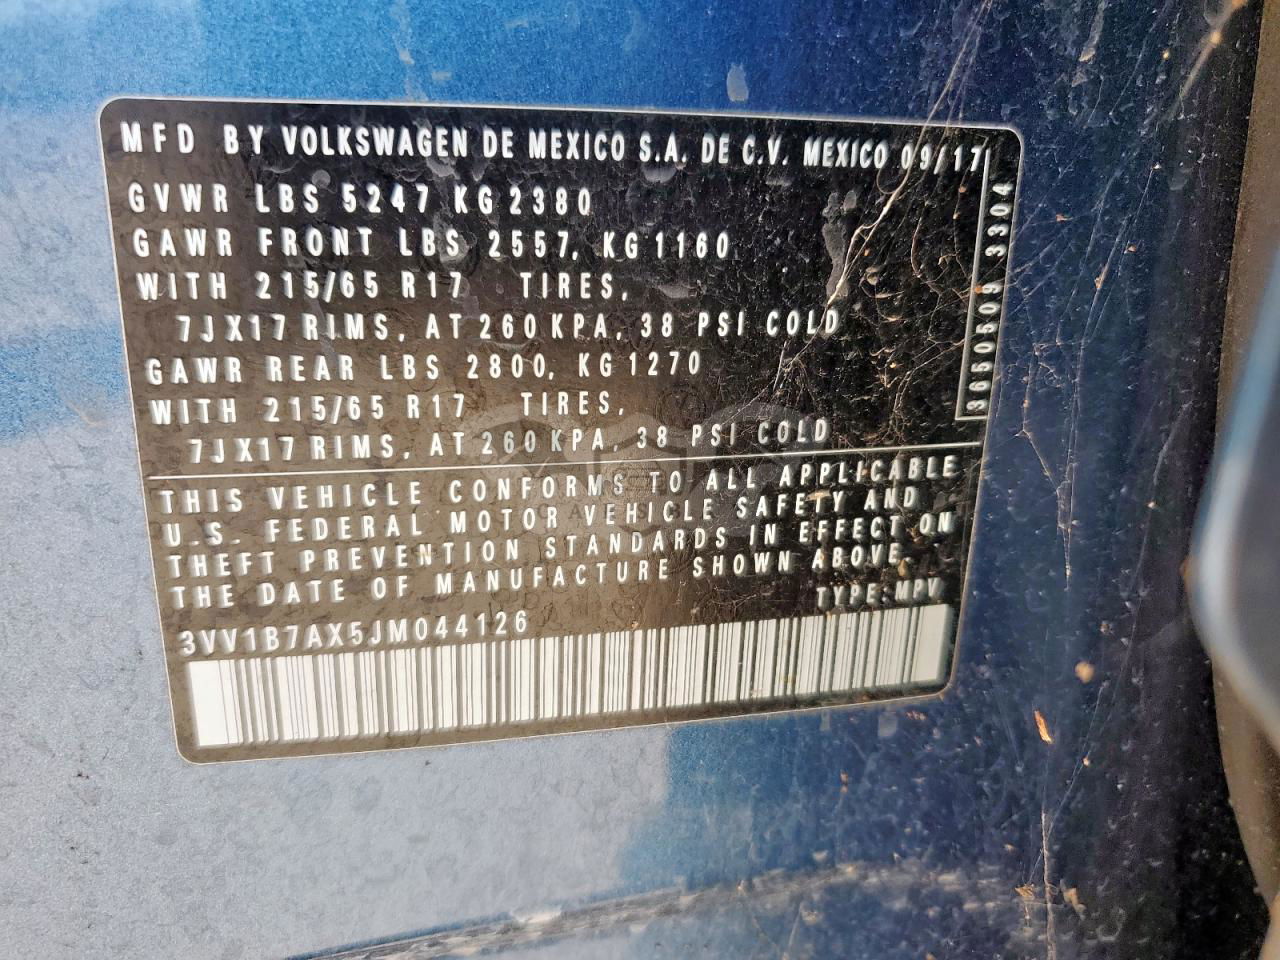 MFD BY VOLKSWAGEN DE MEXICO S.A. DE C.V. MEXICO 09/17
GVWR LBS 5247 KG 2380
GAWR FRONT LBS 2557, KG 1160
WITH 215/65 R17 TIRES,
7JX17 RIMS, AT 260 KPA, 38 PSI COLD
GAWR REAR LBS 2800, KG 1270
WITH 215/65 R17 TIRES,
7JX17 RIMS, AT 260 KPA, 38 PSI COLD
3650509 3304
THIS VEHICLE CONFORMS TO ALL APPLICABLE
U.S. FEDERAL MOTOR VEHICLE SAFETY AND
THEFT PREVENTION STANDARDS IN EFFECT ON
THE DATE OF MANUFACTURE SHOWN ABOVE.
TYPE: MPV
3VV1B7AX5JM044126